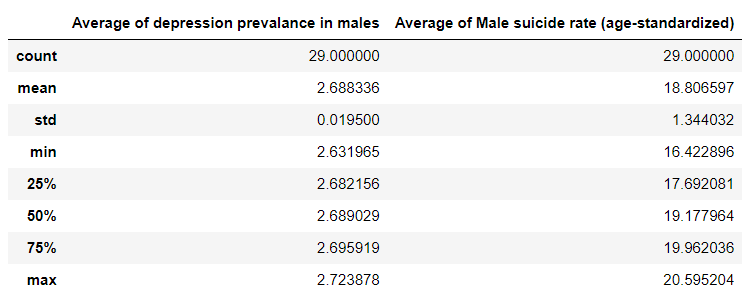 Average of depression prevalance in males Average of Male suicide rate (age-standardized)
count 29.000000 29.000000
mean 2.688336 18.806597
std 0.019500 1.344032
min 2.631965 16.422896
25% 2.682156 17.692081
50% 2.689029 19.177964
75% 2.695919 19.962036
max 2.723878 20.595204